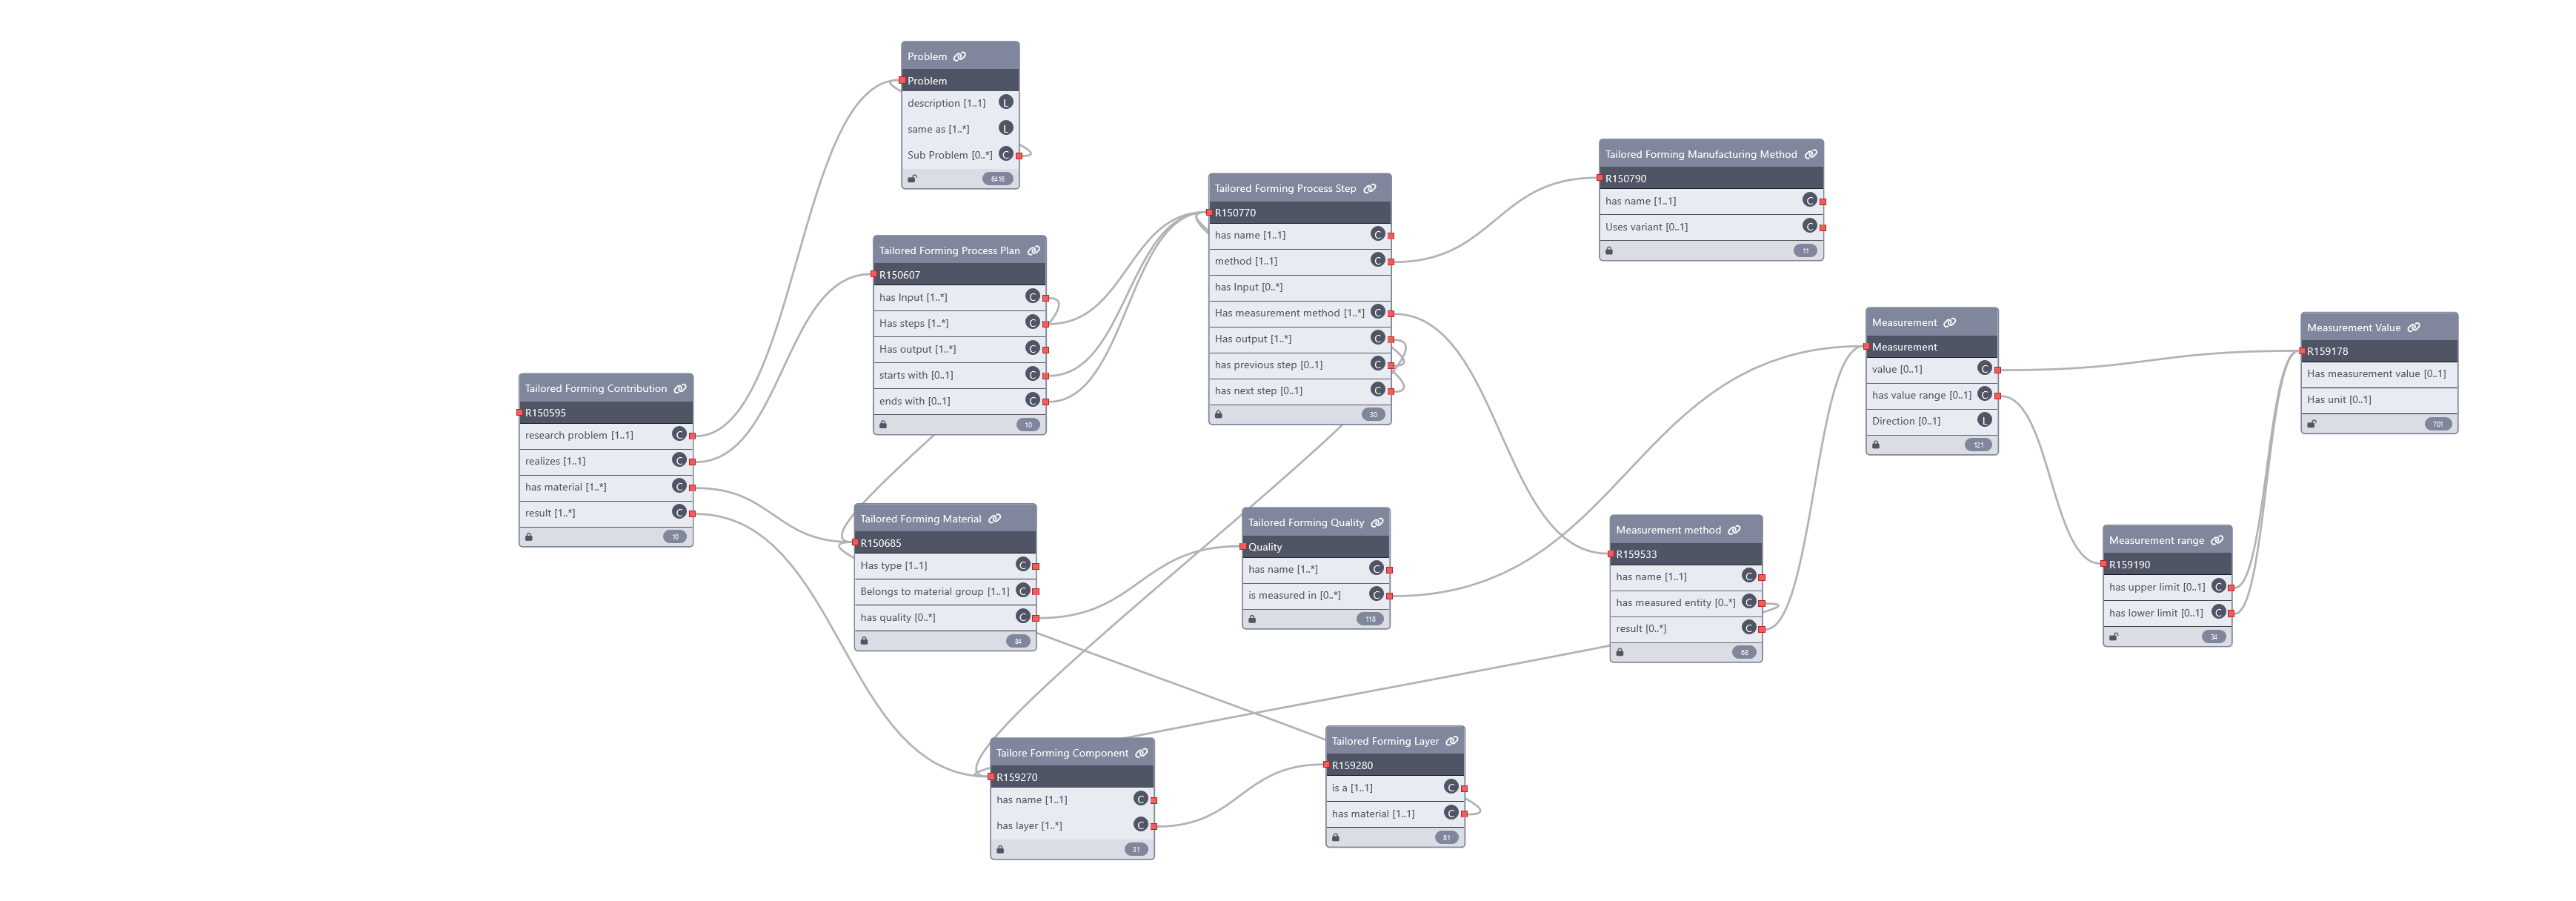 Problem
Problem
description [1..1] L
same as [1..*] L
Sub Problem [0..*] C
6416
Tailored Forming Process Plan
R150607
has Input [1..*] C
Has steps [1..*] C
Has output [1..*] C
starts with [0..1] C
ends with [0..1] C
10
Tailored Forming Contribution
R150595
research problem [1..1] C
realizes [1..1] C
has material [1..*] C
result [1..*] C
10
Tailored Forming Material
R150685
Has type [1..1] C
Belongs to material group [1..1] C
has quality [0..*] C
84
Tailore Forming Component
R159270
has name [1..1] C
has layer [1..*] C
31
Tailored Forming Process Step
R150770
has name [1..1] C
method [1..1] C
has Input [0..*]
Has measurement method [1..*] C
Has output [1..*] C
has previous step [0..1] C
has next step [0..1] C
30
Tailored Forming Quality
Quality
has name [1..*] C
is measured in [0..*] C
118
Tailored Forming Layer
R159280
is a [1..1] C
has material [1..1] C
81
Tailored Forming Manufacturing Method
R150790
has name [1..1] C
Uses variant [0..1] C
11
Measurement method
R159533
has name [1..1] C
has measured entity [0..*] C
result [0..*] C
68
Measurement
Measurement
value [0..1] C
has value range [0..1] C
Direction [0..1] L
121
Measurement range
R159190
has upper limit [0..1] C
has lower limit [0..1] C
34
Measurement Value
R159178
Has measurement value [0..1]
Has unit [0..1]
701